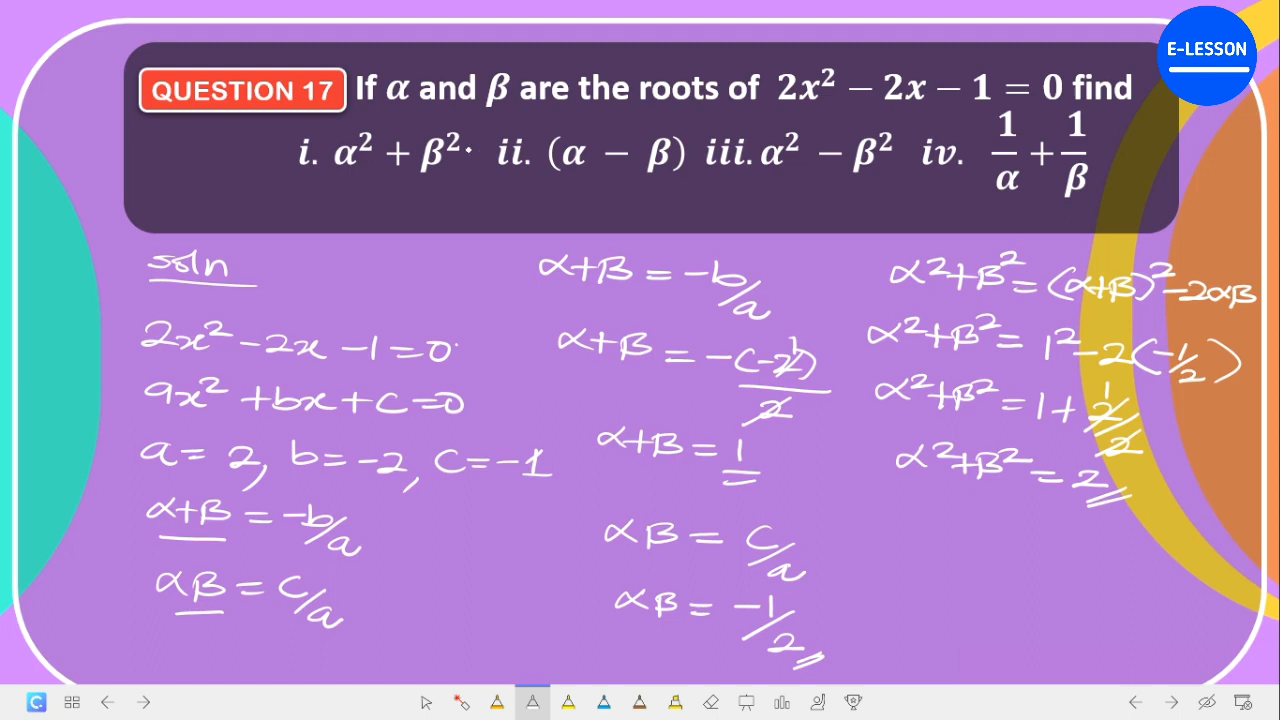 E-LESSON
QUESTION 17 If α and β are the roots of 2x² − 2x − 1 = 0 find
i. α² + β²· ii. (α − β) iii. α² − β² iv. 1/α + 1/β
soln
2x² − 2x − 1 = 0
ax² + bx + c = 0
a = 2, b = −2, c = −1
α+β = −b/a
αβ = c/a
α+β = −b/a
α+β = −(−2)/2
α+β = 1
αβ = c/a
αβ = −1/2
α²+β² = (α+β)² − 2αβ
α²+β² = 1² − 2(−1/2)
α²+β² = 1 + 2/2
α²+β² = 2